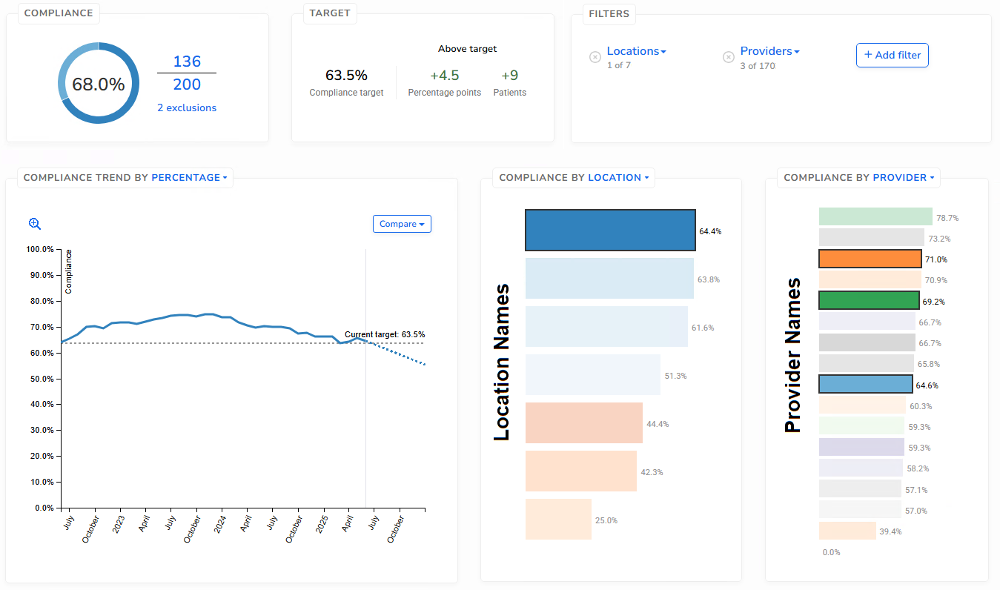 COMPLIANCE
68.0%
136
200
2 exclusions
TARGET
Above target
63.5%
Compliance target
+4.5
Percentage points
+9
Patients
FILTERS
Locations
1 of 7
Providers
3 of 170
+ Add filter
COMPLIANCE TREND BY PERCENTAGE
Compare
100.0%
90.0%
80.0%
70.0%
60.0%
50.0%
40.0%
30.0%
20.0%
10.0%
0.0%
Compliance
Current target: 63.5%
July
October
2023
April
July
October
2024
April
July
October
2025
April
July
October
COMPLIANCE BY LOCATION
Location Names
64.4%
63.8%
61.6%
51.3%
44.4%
42.3%
25.0%
COMPLIANCE BY PROVIDER
Provider Names
78.7%
73.2%
71.0%
70.9%
69.2%
66.7%
66.7%
65.8%
64.6%
60.3%
59.3%
59.3%
58.2%
57.1%
57.0%
39.4%
0.0%